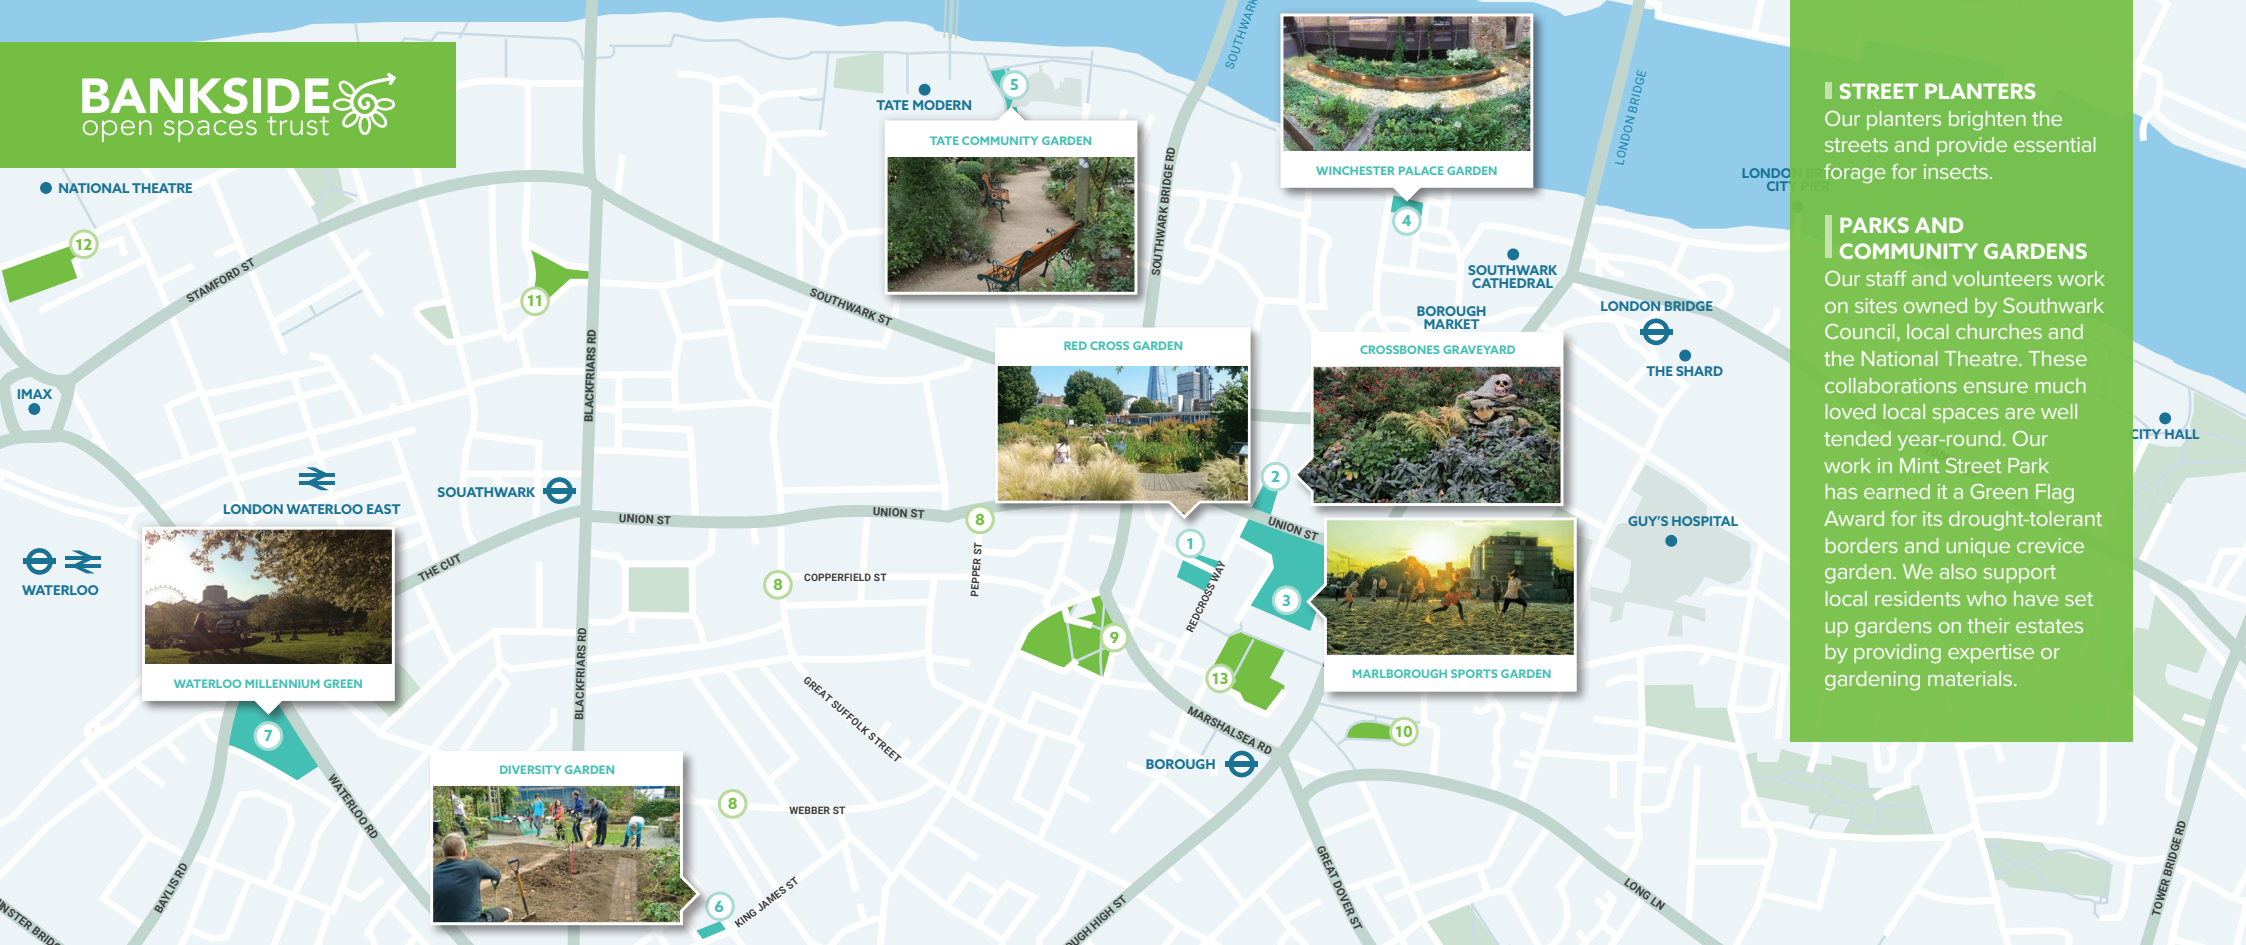 BANKSIDE
open spaces trust
NATIONAL THEATRE
12
STAMFORD ST
11
IMAX
BLACKFRIARS RD
SOUTHWARK ST
TATE MODERN
5
TATE COMMUNITY GARDEN
SOUTHWARK
SOUTHWARK BRIDGE RD
WINCHESTER PALACE GARDEN
4
LONDON BRIDGE
SOUTHWARK
CATHEDRAL
BOROUGH
MARKET
LONDON BRIDGE
THE SHARD
RED CROSS GARDEN
CROSSBONES GRAVEYARD
2
UNION ST
1
REDCROSS WAY
3
MARLBOROUGH SPORTS GARDEN
GUY'S HOSPITAL
CITY HALL
LONDON WATERLOO EAST
SOUATHWARK
WATERLOO
THE CUT
UNION ST
UNION ST
8
PEPPER ST
8
COPPERFIELD ST
9
13
MARSHALSEA RD
10
BOROUGH
WATERLOO MILLENNIUM GREEN
7
WATERLOO RD
BAYLIS RD
BLACKFRIARS RD
GREAT SUFFOLK STREET
DIVERSITY GARDEN
8
WEBBER ST
6
KING JAMES ST
OUGH HIGH ST
GREAT DOVER ST
LONG LN
TOWER BRIDGE RD
STREET PLANTERS
Our planters brighten the
streets and provide essential
forage for insects.
PARKS AND
COMMUNITY GARDENS
Our staff and volunteers work
on sites owned by Southwark
Council, local churches and
the National Theatre. These
collaborations ensure much
loved local spaces are well
tended year-round. Our
work in Mint Street Park
has earned it a Green Flag
Award for its drought-tolerant
borders and unique crevice
garden. We also support
local residents who have set
up gardens on their estates
by providing expertise or
gardening materials.
LONDON BR
CITY PIER